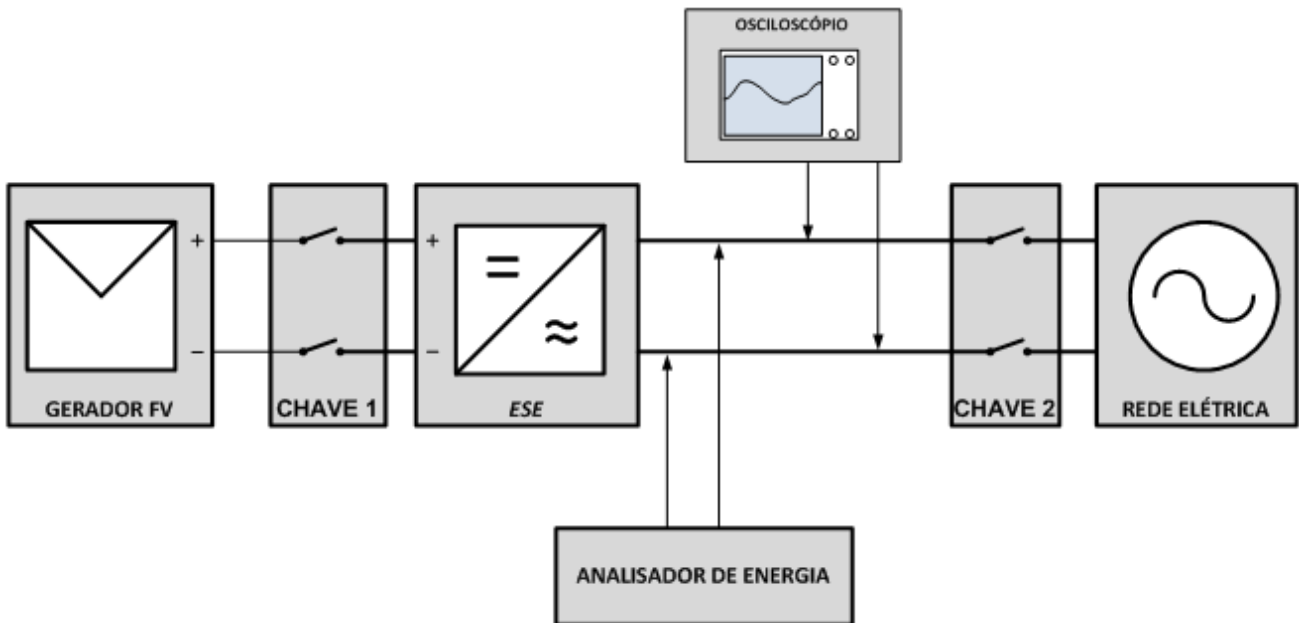 OSCILOSCÓPIO
+
−
GERADOR FV
CHAVE 1
+
−
ESE
CHAVE 2
REDE ELÉTRICA
ANALISADOR DE ENERGIA